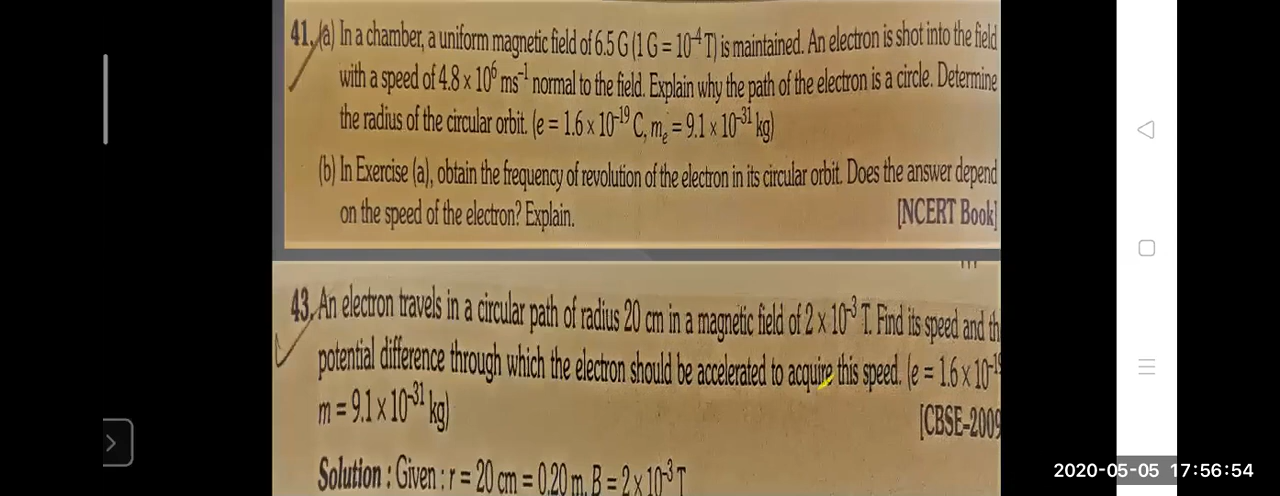 41. (a) In a chamber, a uniform magnetic field of 6.5 G (1 G = 10⁻⁴ T) is maintained. An electron is shot into the field
with a speed of 4.8 × 10⁶ ms⁻¹ normal to the field. Explain why the path of the electron is a circle. Determine
the radius of the circular orbit. (e = 1.6 × 10⁻¹⁹ C, mₑ = 9.1 × 10⁻³¹ kg)
(b) In Exercise (a), obtain the frequency of revolution of the electron in its circular orbit. Does the answer depend
on the speed of the electron? Explain. [NCERT Book]
43. An electron travels in a circular path of radius 20 cm in a magnetic field of 2 × 10⁻³ T. Find its speed and th
potential difference through which the electron should be accelerated to acquire this speed. (e = 1.6 × 10⁻¹⁹
m = 9.1 × 10⁻³¹ kg) [CBSE-2009
Solution : Given : r = 20 cm = 0.20 m, B = 2 × 10⁻³ T
2020-05-05 17:56:54